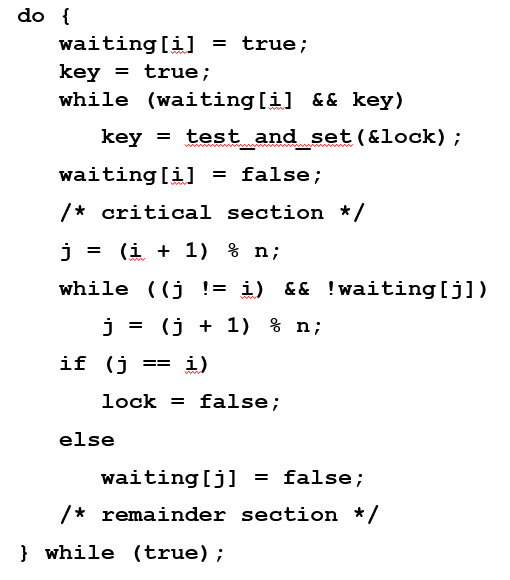 do {
waiting[i] = true;
key = true;
while (waiting[i] && key)
key = test_and_set(&lock);
waiting[i] = false;
/* critical section */
j = (i + 1) % n;
while ((j != i) && !waiting[j])
j = (j + 1) % n;
if (j == i)
lock = false;
else
waiting[j] = false;
/* remainder section */
} while (true);